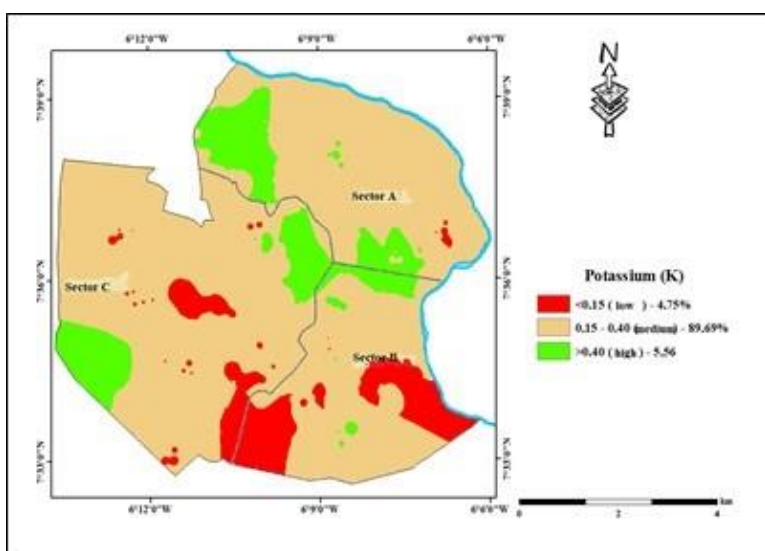 6°12'0"W 6°9'0"W 6°6'0"W
N
7°39'0"N 7°39'0"N
Sector A
7°36'0"N 7°36'0"N
Sector C
Potassium (K)
<0.15 ( low ) - 4.75%
0.15 - 0.40 (medium) - 89.69%
>0.40 ( high ) - 5.56
Sector B
7°33'0"N 7°33'0"N
6°12'0"W 6°9'0"W 6°6'0"W
km
0 2 4